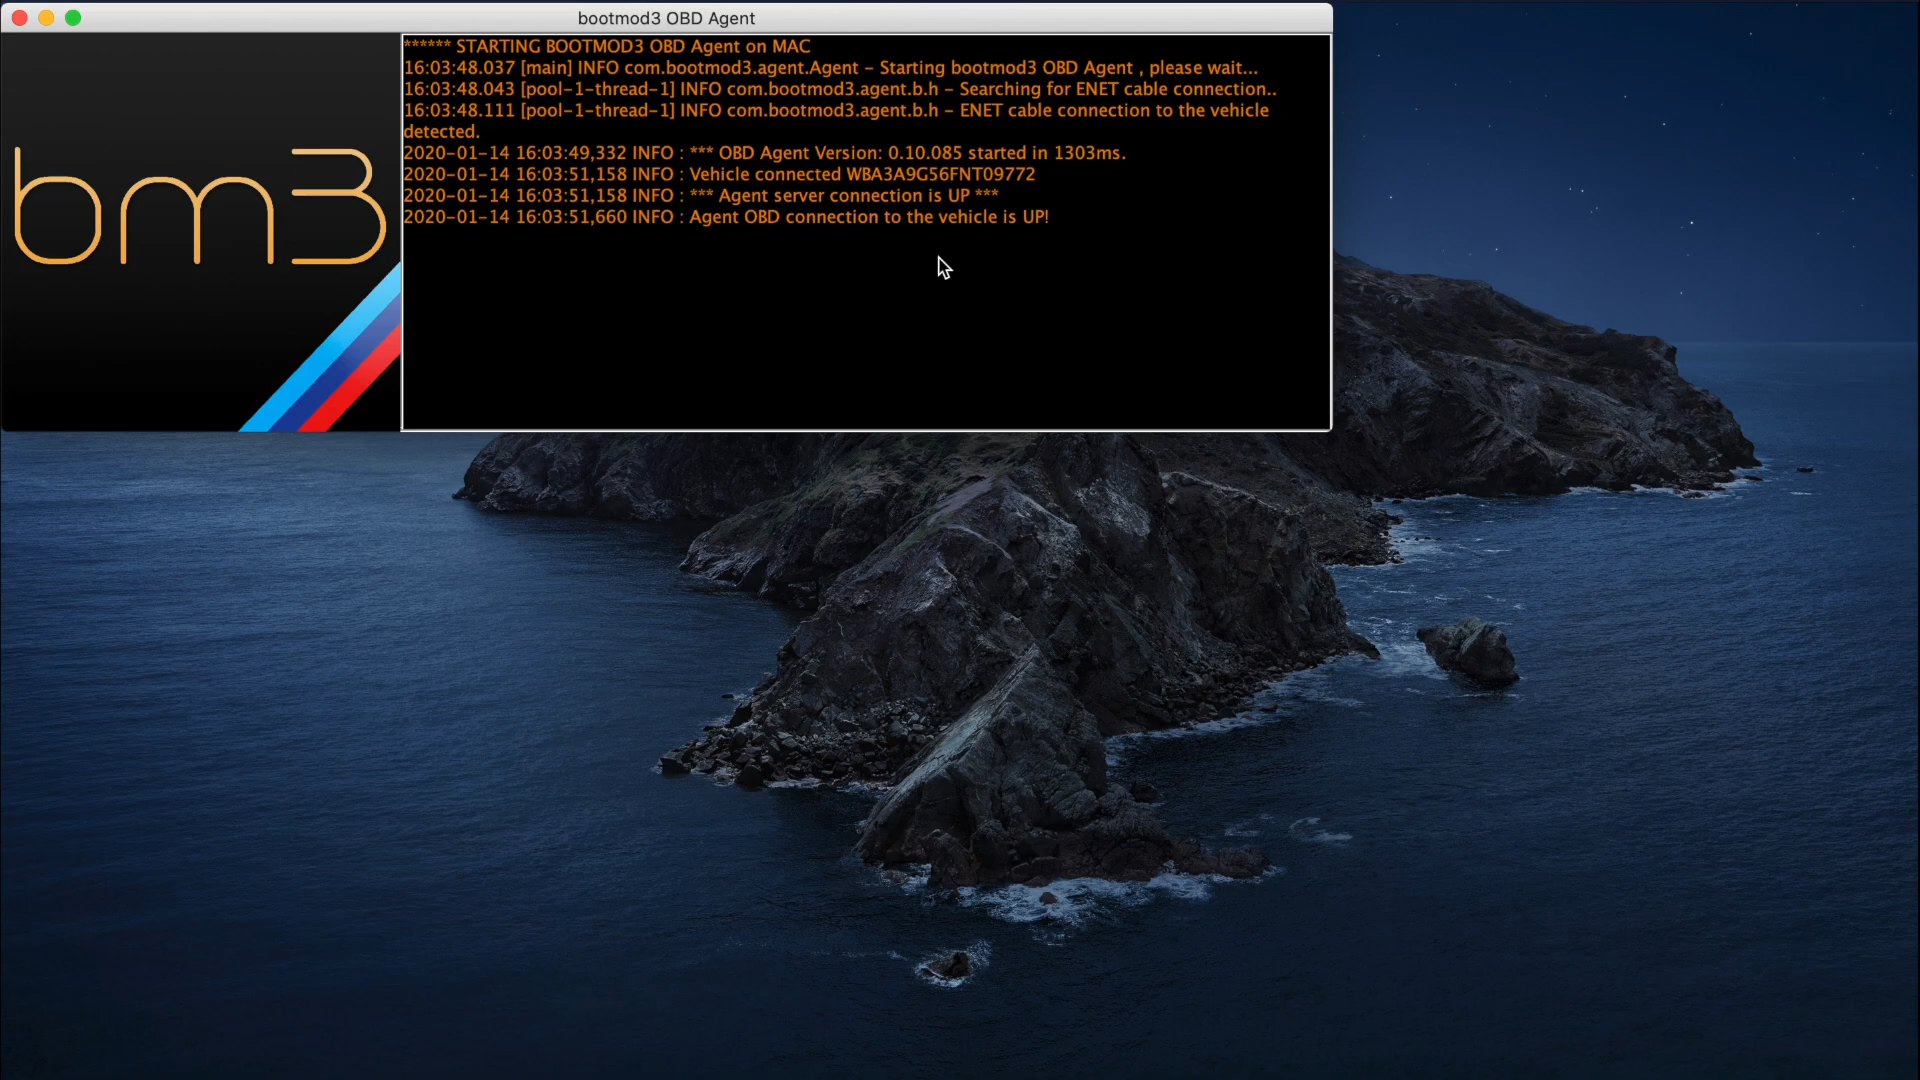 bootmod3 OBD Agent
****** STARTING BOOTMOD3 OBD Agent on MAC
16:03:48.037 [main] INFO com.bootmod3.agent.Agent – Starting bootmod3 OBD Agent , please wait...
16:03:48.043 [pool-1-thread-1] INFO com.bootmod3.agent.b.h – Searching for ENET cable connection..
16:03:48.111 [pool-1-thread-1] INFO com.bootmod3.agent.b.h – ENET cable connection to the vehicle
detected.
2020-01-14 16:03:49,332 INFO : *** OBD Agent Version: 0.10.085 started in 1303ms.
2020-01-14 16:03:51,158 INFO : Vehicle connected WBA3A9G56FNT09772
2020-01-14 16:03:51,158 INFO : *** Agent server connection is UP ***
2020-01-14 16:03:51,660 INFO : Agent OBD connection to the vehicle is UP!
bm3